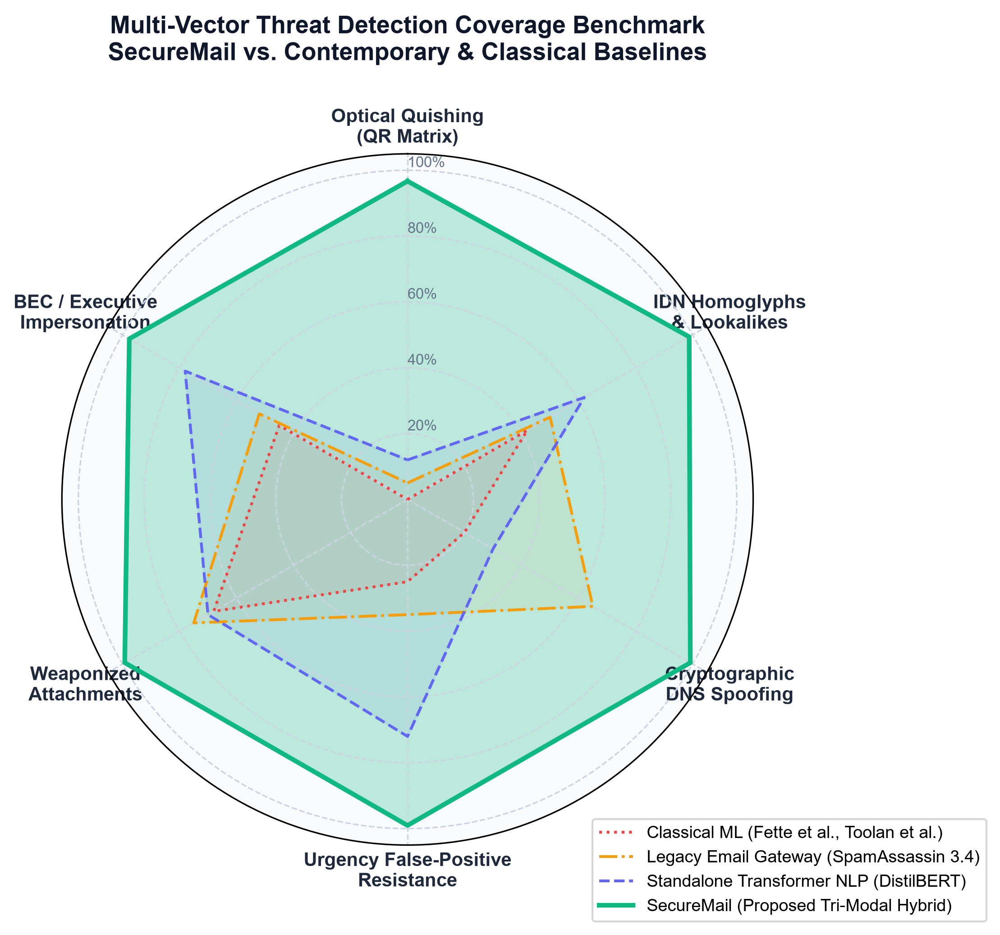 Multi-Vector Threat Detection Coverage Benchmark
SecureMail vs. Contemporary & Classical Baselines
Optical Quishing
(QR Matrix)
100%
80%
60%
40%
20%
BEC / Executive
Impersonation
IDN Homoglyphs
& Lookalikes
Weaponized
Attachments
Cryptographic
DNS Spoofing
Urgency False-Positive
Resistance
Classical ML (Fette et al., Toolan et al.)
Legacy Email Gateway (SpamAssassin 3.4)
Standalone Transformer NLP (DistilBERT)
SecureMail (Proposed Tri-Modal Hybrid)